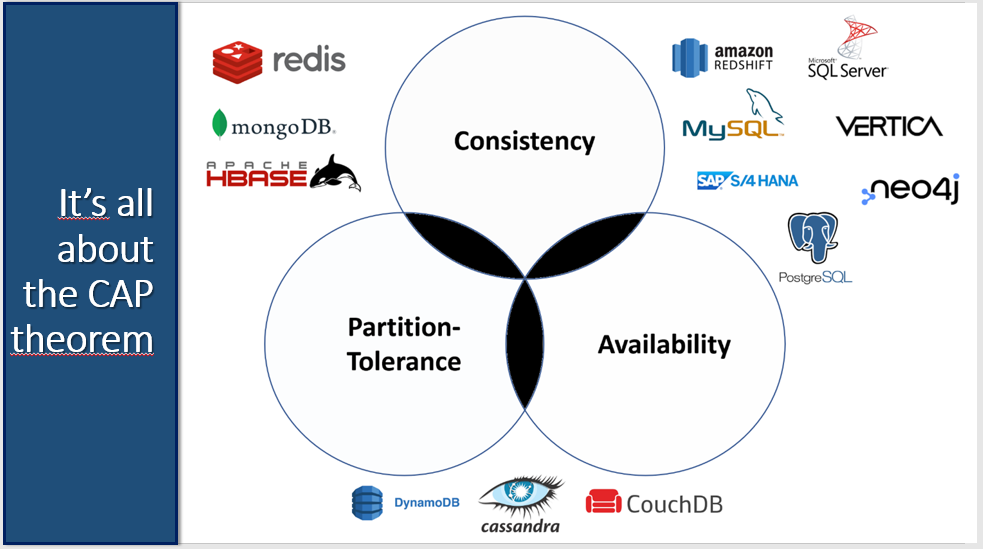 It's all
about
the CAP
theorem
redis
mongoDB®
APACHE
HBASE
Consistency
amazon
REDSHIFT
Microsoft®
SQL Server®
MySQL™
VERTICA
SAP S/4 HANA
neo4j
PostgreSQL
Partition-
Tolerance
Availability
DynamoDB
cassandra
CouchDB